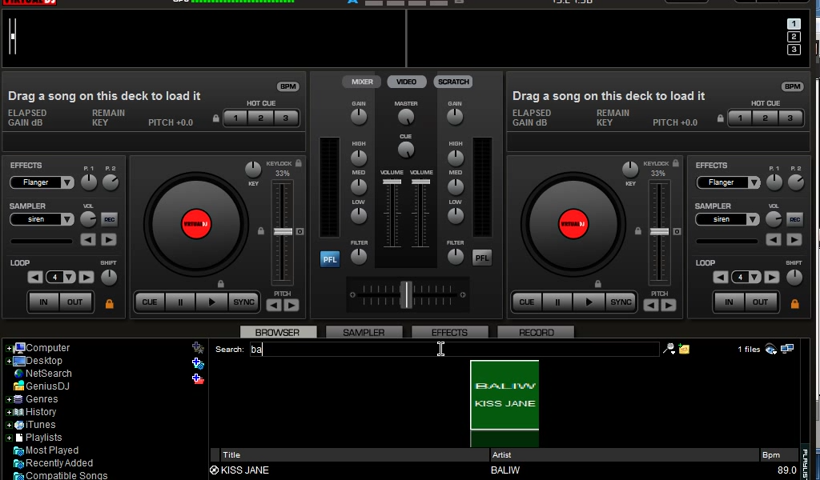 1
2
3
MIXER VIDEO SCRATCH
BPM
Drag a song on this deck to load it
ELAPSED REMAIN
GAIN dB KEY PITCH +0.0
HOT CUE
1 2 3
GAIN MASTER GAIN
CUE
HIGH HIGH
MED VOLUME VOLUME MED
LOW LOW
FILTER FILTER
PFL PFL
BPM
Drag a song on this deck to load it
ELAPSED REMAIN
GAIN dB KEY PITCH +0.0
HOT CUE
1 2 3
EFFECTS P. 1 P. 2
Flanger
SAMPLER VOL
siren REC
LOOP SHIFT
4
IN OUT
KEYLOCK
33%
KEY
VIRTUALDJ
PITCH
CUE SYNC
KEYLOCK
33%
KEY
VIRTUALDJ
PITCH
CUE SYNC
EFFECTS P. 1 P. 2
Flanger
SAMPLER VOL
siren REC
LOOP SHIFT
4
IN OUT
BROWSER SAMPLER EFFECTS RECORD
Computer
Desktop
NetSearch
GeniusDJ
Genres
History
iTunes
Playlists
Most Played
Recently Added
Compatible Songs
Search: ba 1 files
BALIW
KISS JANE
Title Artist Bpm
KISS JANE BALIW 89.0